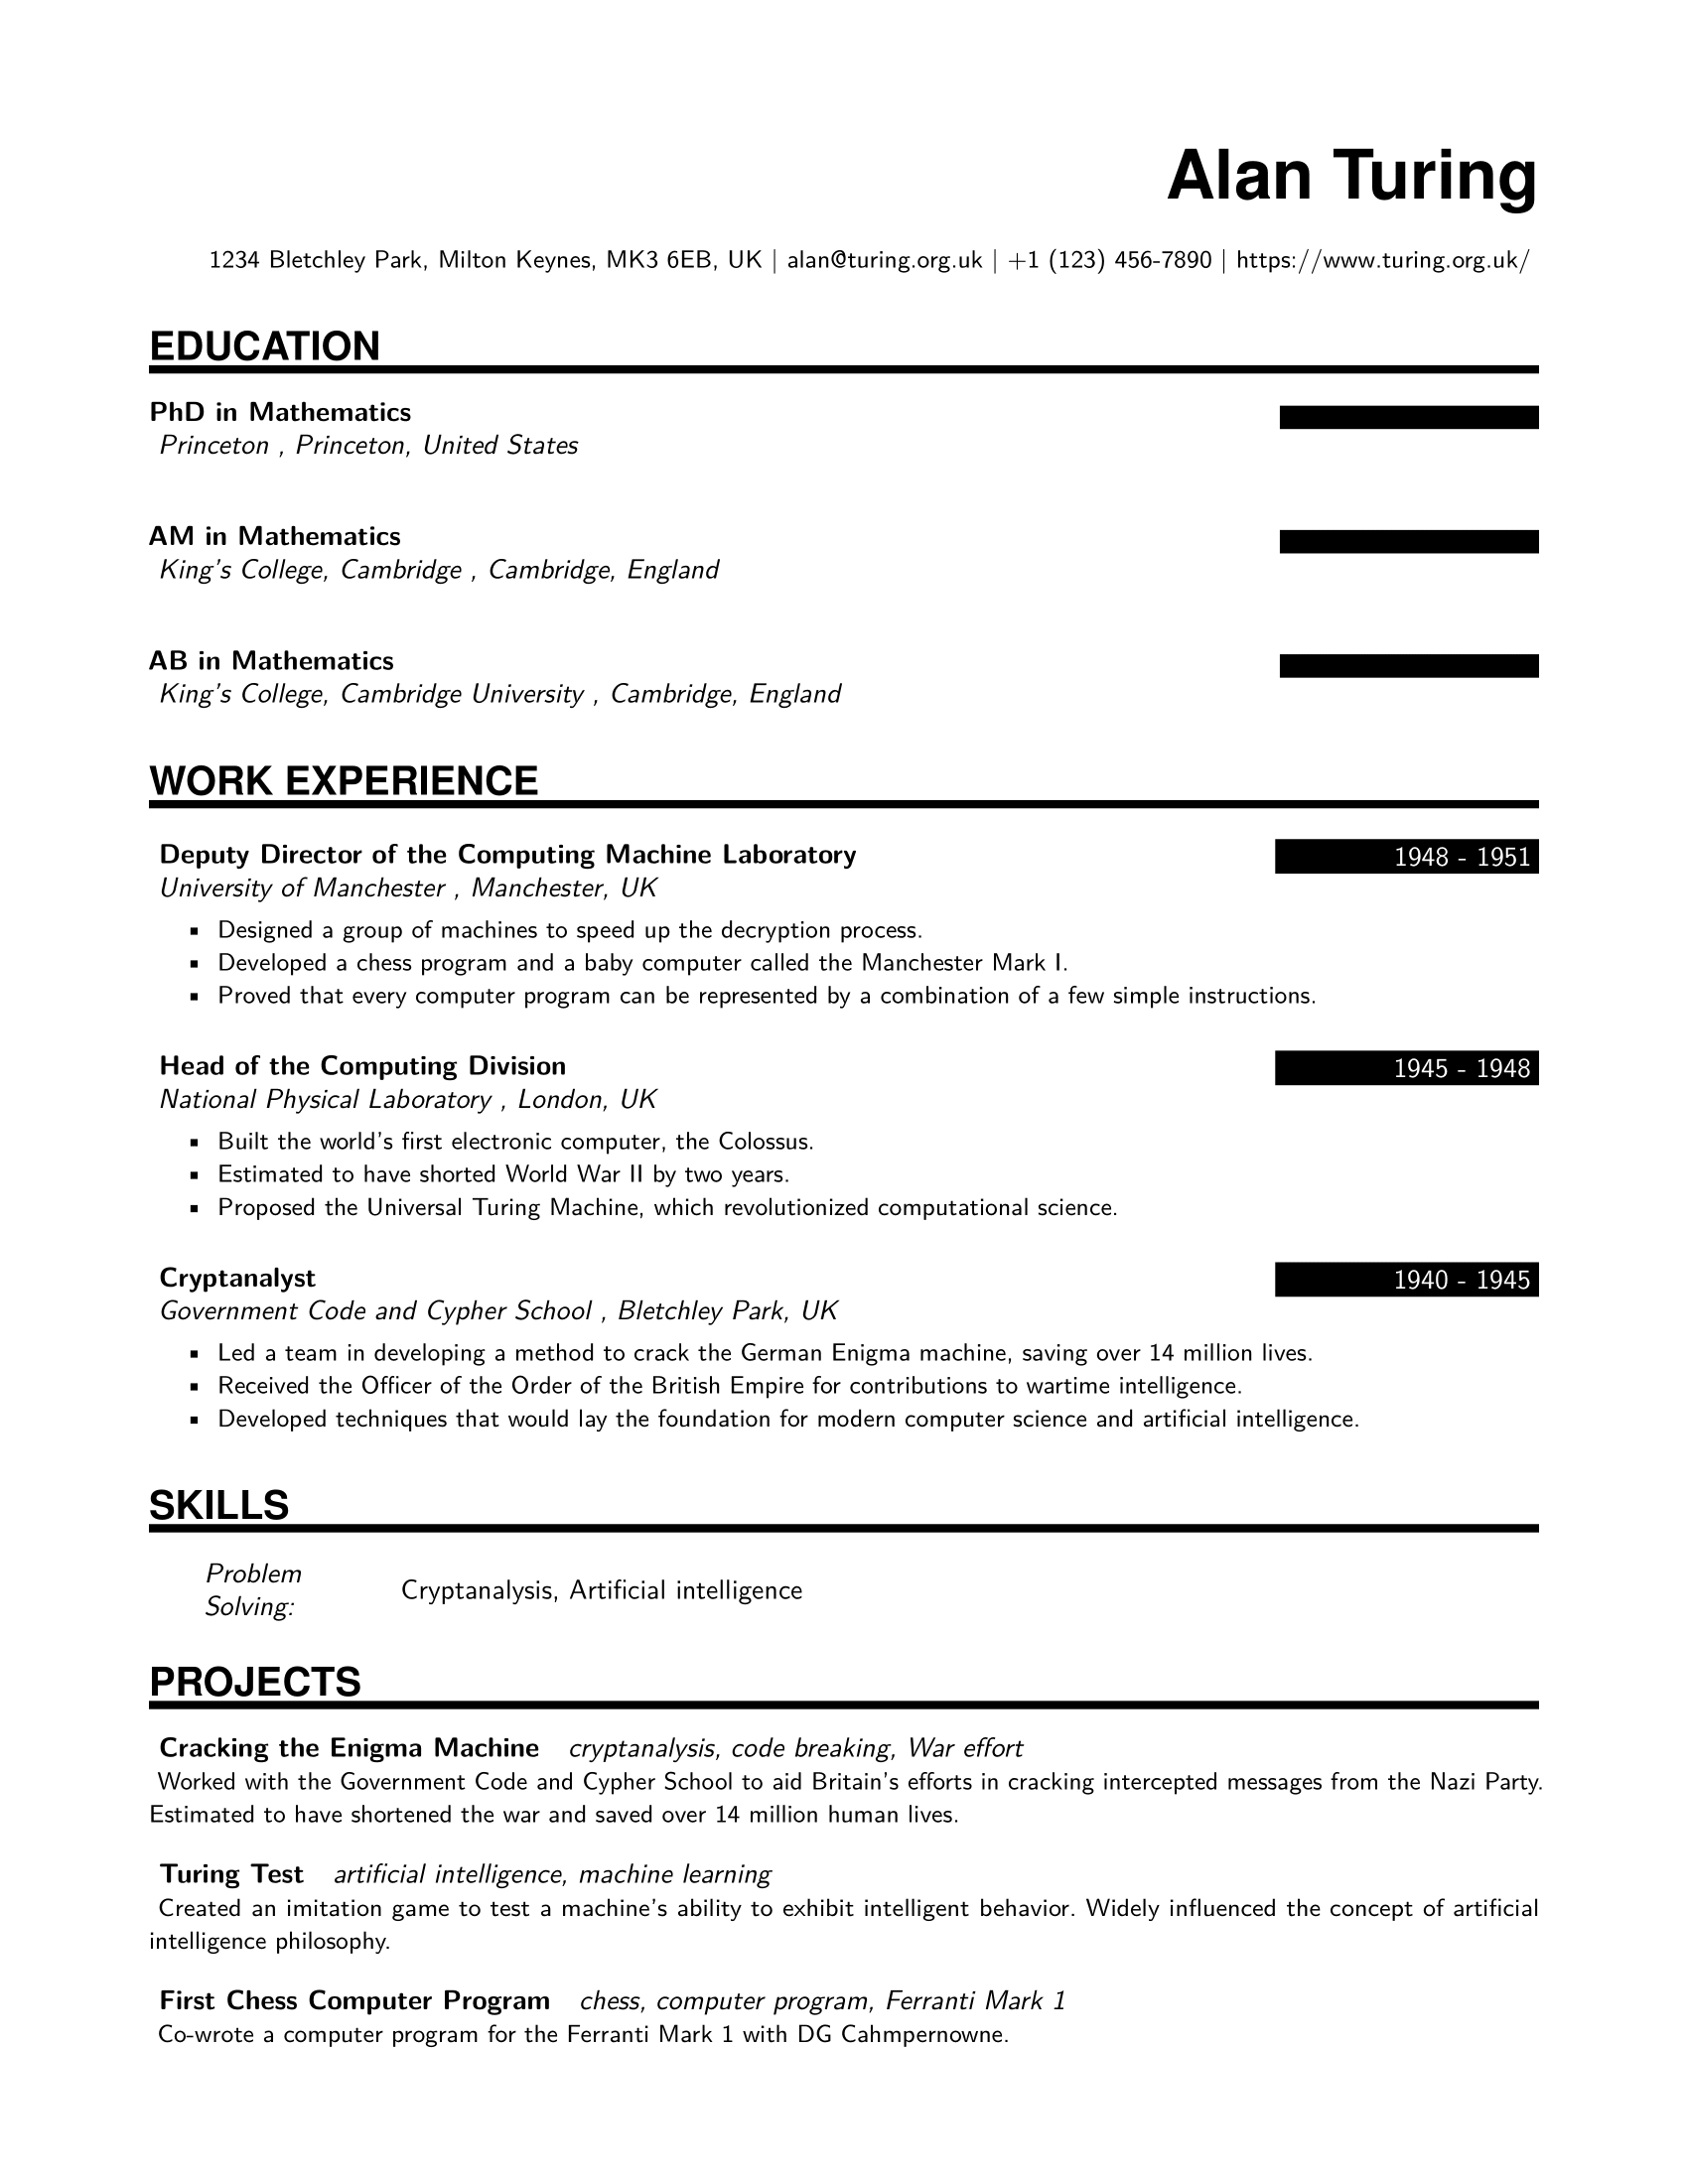 Alan Turing
1234 Bletchley Park, Milton Keynes, MK3 6EB, UK | alan@turing.org.uk | +1 (123) 456-7890 | https://www.turing.org.uk/
EDUCATION
PhD in Mathematics
Princeton , Princeton, United States
AM in Mathematics
King's College, Cambridge , Cambridge, England
AB in Mathematics
King's College, Cambridge University , Cambridge, England
WORK EXPERIENCE
Deputy Director of the Computing Machine Laboratory 1948 - 1951
University of Manchester , Manchester, UK
▪ Designed a group of machines to speed up the decryption process.
▪ Developed a chess program and a baby computer called the Manchester Mark I.
▪ Proved that every computer program can be represented by a combination of a few simple instructions.
Head of the Computing Division 1945 - 1948
National Physical Laboratory , London, UK
▪ Built the world's first electronic computer, the Colossus.
▪ Estimated to have shorted World War II by two years.
▪ Proposed the Universal Turing Machine, which revolutionized computational science.
Cryptanalyst 1940 - 1945
Government Code and Cypher School , Bletchley Park, UK
▪ Led a team in developing a method to crack the German Enigma machine, saving over 14 million lives.
▪ Received the Officer of the Order of the British Empire for contributions to wartime intelligence.
▪ Developed techniques that would lay the foundation for modern computer science and artificial intelligence.
SKILLS
Problem
Solving:
Cryptanalysis, Artificial intelligence
PROJECTS
Cracking the Enigma Machine cryptanalysis, code breaking, War effort
Worked with the Government Code and Cypher School to aid Britain's efforts in cracking intercepted messages from the Nazi Party.
Estimated to have shortened the war and saved over 14 million human lives.
Turing Test artificial intelligence, machine learning
Created an imitation game to test a machine's ability to exhibit intelligent behavior. Widely influenced the concept of artificial
intelligence philosophy.
First Chess Computer Program chess, computer program, Ferranti Mark 1
Co-wrote a computer program for the Ferranti Mark 1 with DG Cahmpernowne.